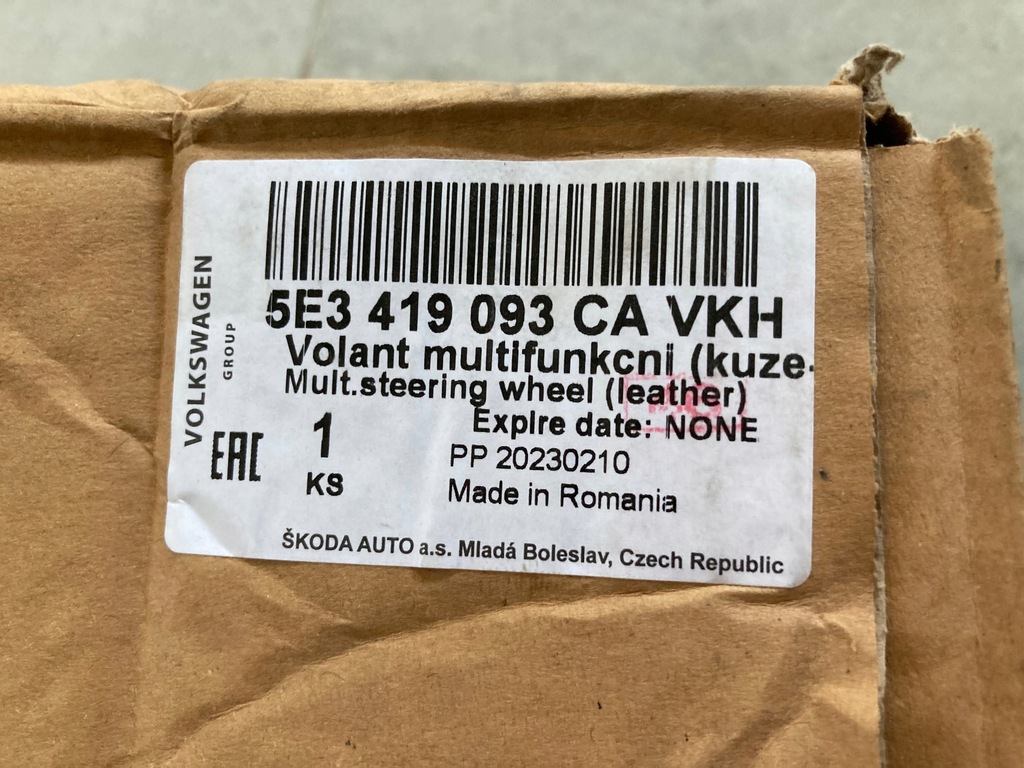 VOLKSWAGEN
GROUP
5E3 419 093 CA VKH
Volant multifunkcni (kuze-
Mult.steering wheel (leather)
Expire date: NONE
EAC
1
KS
PP 20230210
Made in Romania
ŠKODA AUTO a.s. Mladá Boleslav, Czech Republic